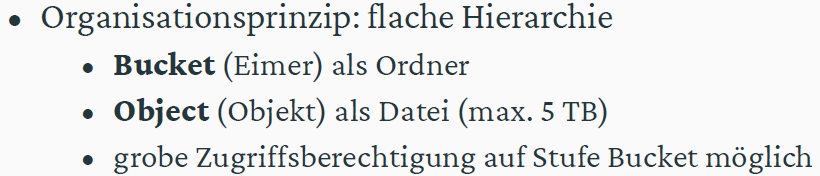 • Organisationsprinzip: flache Hierarchie
• Bucket (Eimer) als Ordner
• Object (Objekt) als Datei (max. 5 TB)
• grobe Zugriffsberechtigung auf Stufe Bucket möglich